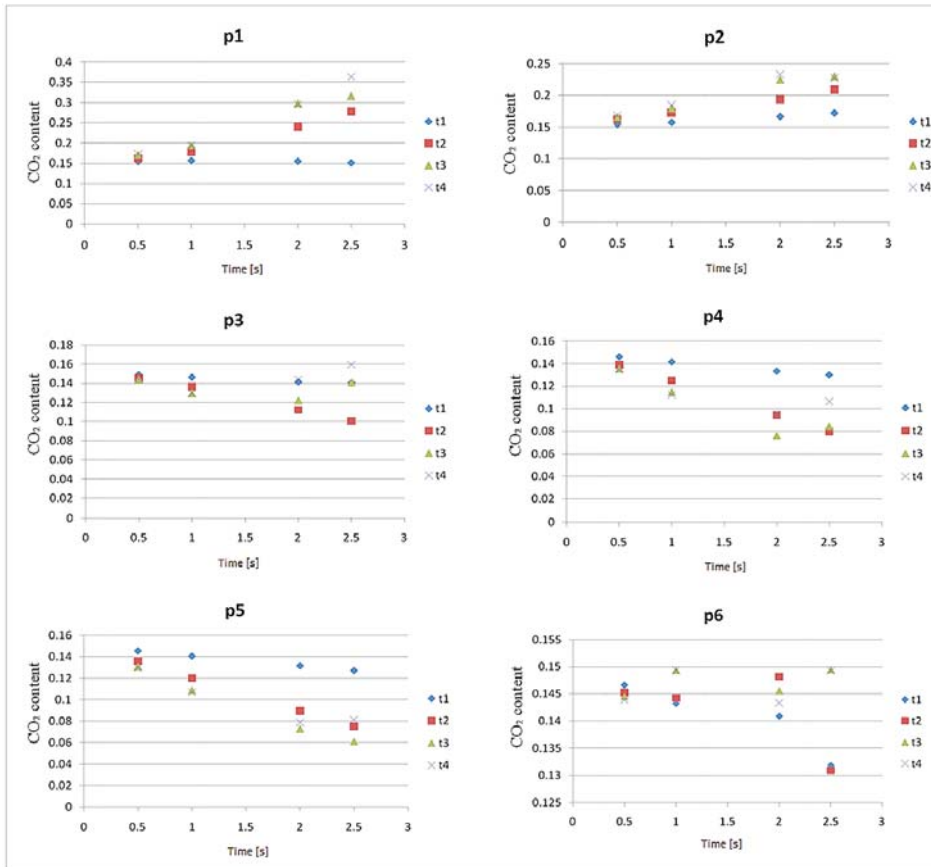 p1
CO₂ content
0.4
0.35
0.3
0.25
0.2
0.15
0.1
0.05
0
0 0.5 1 1.5 2 2.5 3
Time [s]
t1
t2
t3
t4
p2
CO₂ content
0.25
0.2
0.15
0.1
0.05
0
0 0.5 1 1.5 2 2.5 3
Time [s]
t1
t2
t3
t4
p3
CO₂ content
0.18
0.16
0.14
0.12
0.1
0.08
0.06
0.04
0.02
0
0 0.5 1 1.5 2 2.5 3
Time [s]
t1
t2
t3
t4
p4
CO₂ content
0.16
0.14
0.12
0.1
0.08
0.06
0.04
0.02
0
0 0.5 1 1.5 2 2.5 3
Time [s]
t1
t2
t3
t4
p5
CO₂ content
0.16
0.14
0.12
0.1
0.08
0.06
0.04
0.02
0
0 0.5 1 1.5 2 2.5 3
Time [s]
t1
t2
t3
t4
p6
CO₂ content
0.155
0.15
0.145
0.14
0.135
0.13
0.125
0 0.5 1 1.5 2 2.5 3
Time [s]
t1
t2
t3
t4